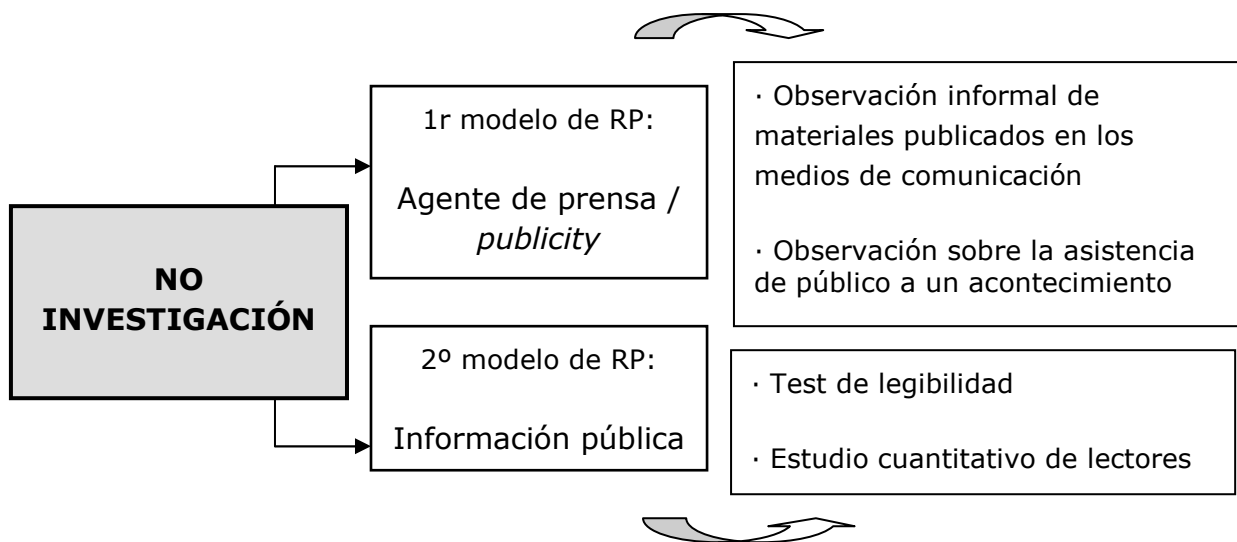 NO
INVESTIGACIÓN
1r modelo de RP:
Agente de prensa /
publicity
· Observación informal de
materiales publicados en los
medios de comunicación
· Observación sobre la asistencia
de público a un acontecimiento
2º modelo de RP:
Información pública
· Test de legibilidad
· Estudio cuantitativo de lectores